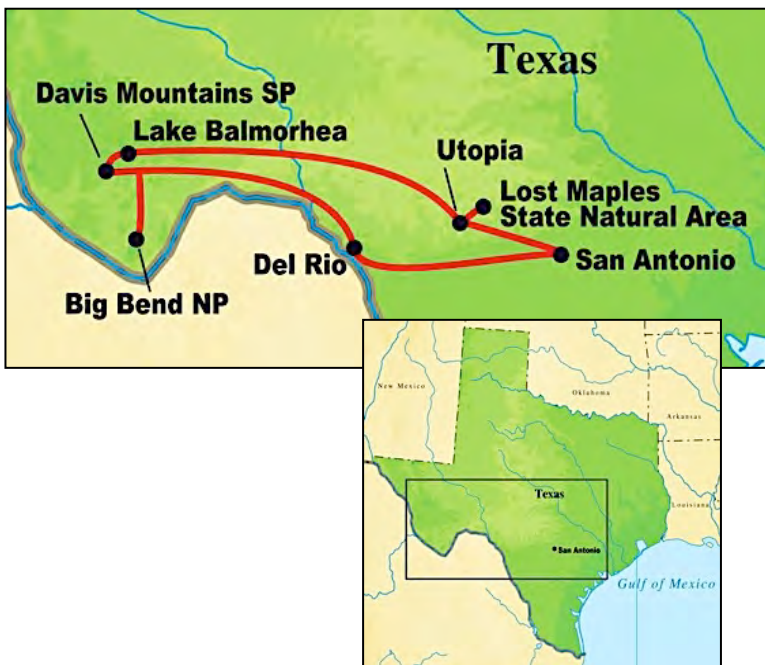 Texas
Davis Mountains SP
Lake Balmorhea
Utopia
Lost Maples
State Natural Area
San Antonio
Del Rio
Big Bend NP
New Mexico
Oklahoma
Arkansas
Texas
Louisiana
San Antonio
Gulf of Mexico